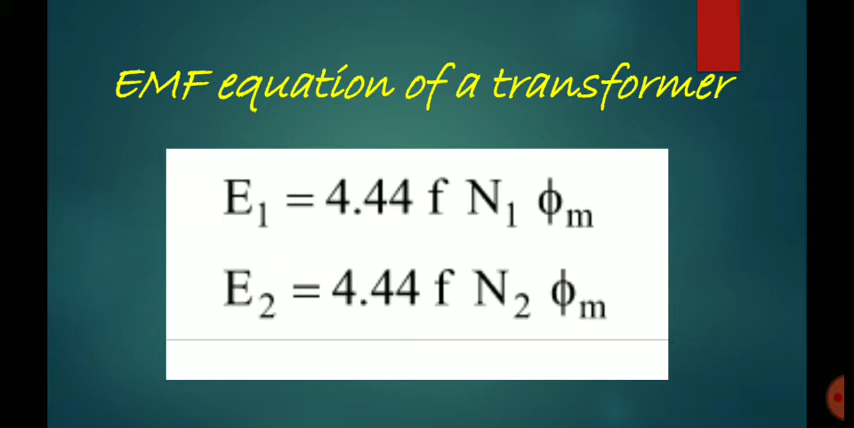 EMF equation of a transformer
E₁ = 4.44 f N₁ ϕₘ
E₂ = 4.44 f N₂ ϕₘ